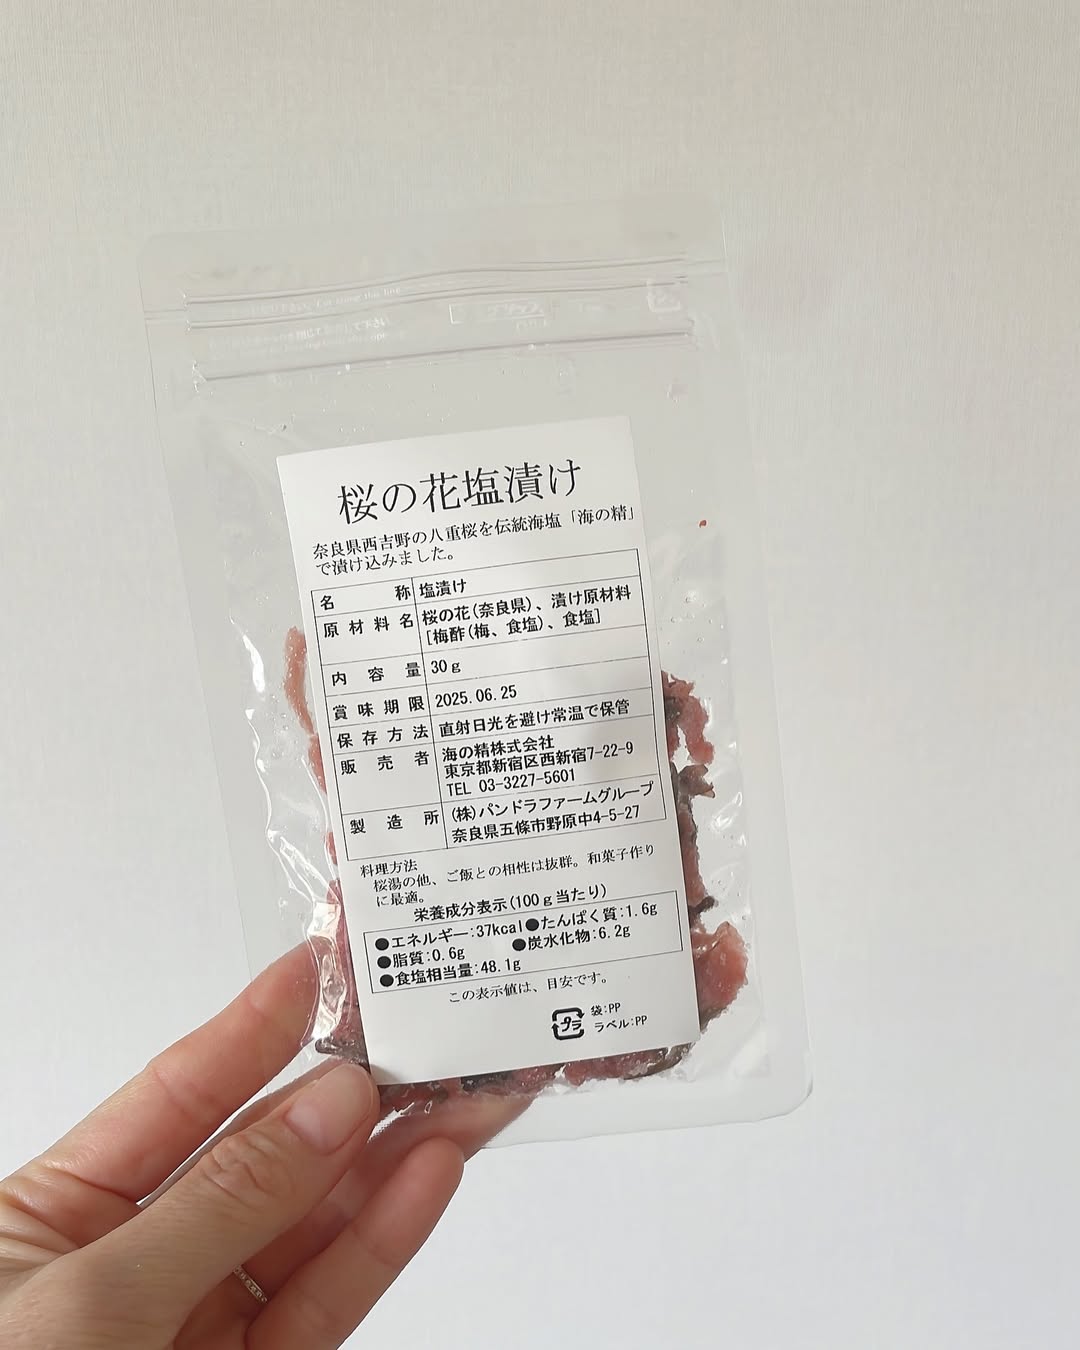 Cut along this line
桜の花塩漬け
奈良県西吉野の八重桜を伝統海塩「海の精」
で漬け込みました。
名称 塩漬け
原材料名 桜の花(奈良県)、漬け原材料
[梅酢(梅、食塩)、食塩]
内容量 30g
賞味期限 2025.06.25
保存方法 直射日光を避け常温で保管
販売者 海の精株式会社
東京都新宿区西新宿7-22-9
TEL 03-3227-5601
製造所 (株)パンドラファームグループ
奈良県五條市野原中4-5-27
料理方法
桜湯の他、ご飯との相性は抜群。和菓子作り
に最適。
栄養成分表示(100g当たり)
●エネルギー:37kcal●たんぱく質:1.6g
●脂質:0.6g ●炭水化物:6.2g
●食塩相当量:48.1g
この表示値は、目安です。
プラ 袋:PP
ラベル:PP